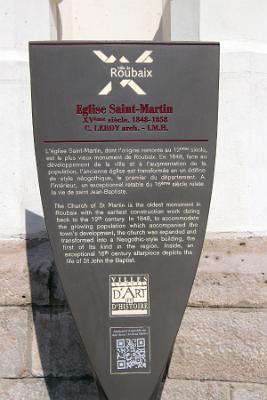 ville de
Roubaix
Eglise Saint-Martin
XVème siècle, 1848-1858
C. LEROY arch. - I.M.H.
L'église Saint-Martin, dont l'origine remonte au 12ème siècle,
est le plus vieux monument de Roubaix. En 1848, face au
développement de la ville et à l'augmentation de la
population, l'ancienne église est transformée en un édifice
de style néogothique, le premier du département. A
l'intérieur, un exceptionnel retable du 16ème siècle relate
la vie de saint Jean-Baptiste.
The Church of St Martin is the oldest monument in
Roubaix with the earliest construction work dating
back to the 12th century. In 1848, to accommodate
the growing population which accompanied the
town's development, the church was expanded and
transformed into a Neogothic-style building, the
first of its kind in the region. Inside, an
exceptional 16th century altarpiece depicts the
life of St John the Baptist.
VILLES
D'ART
& D'HISTOIRE